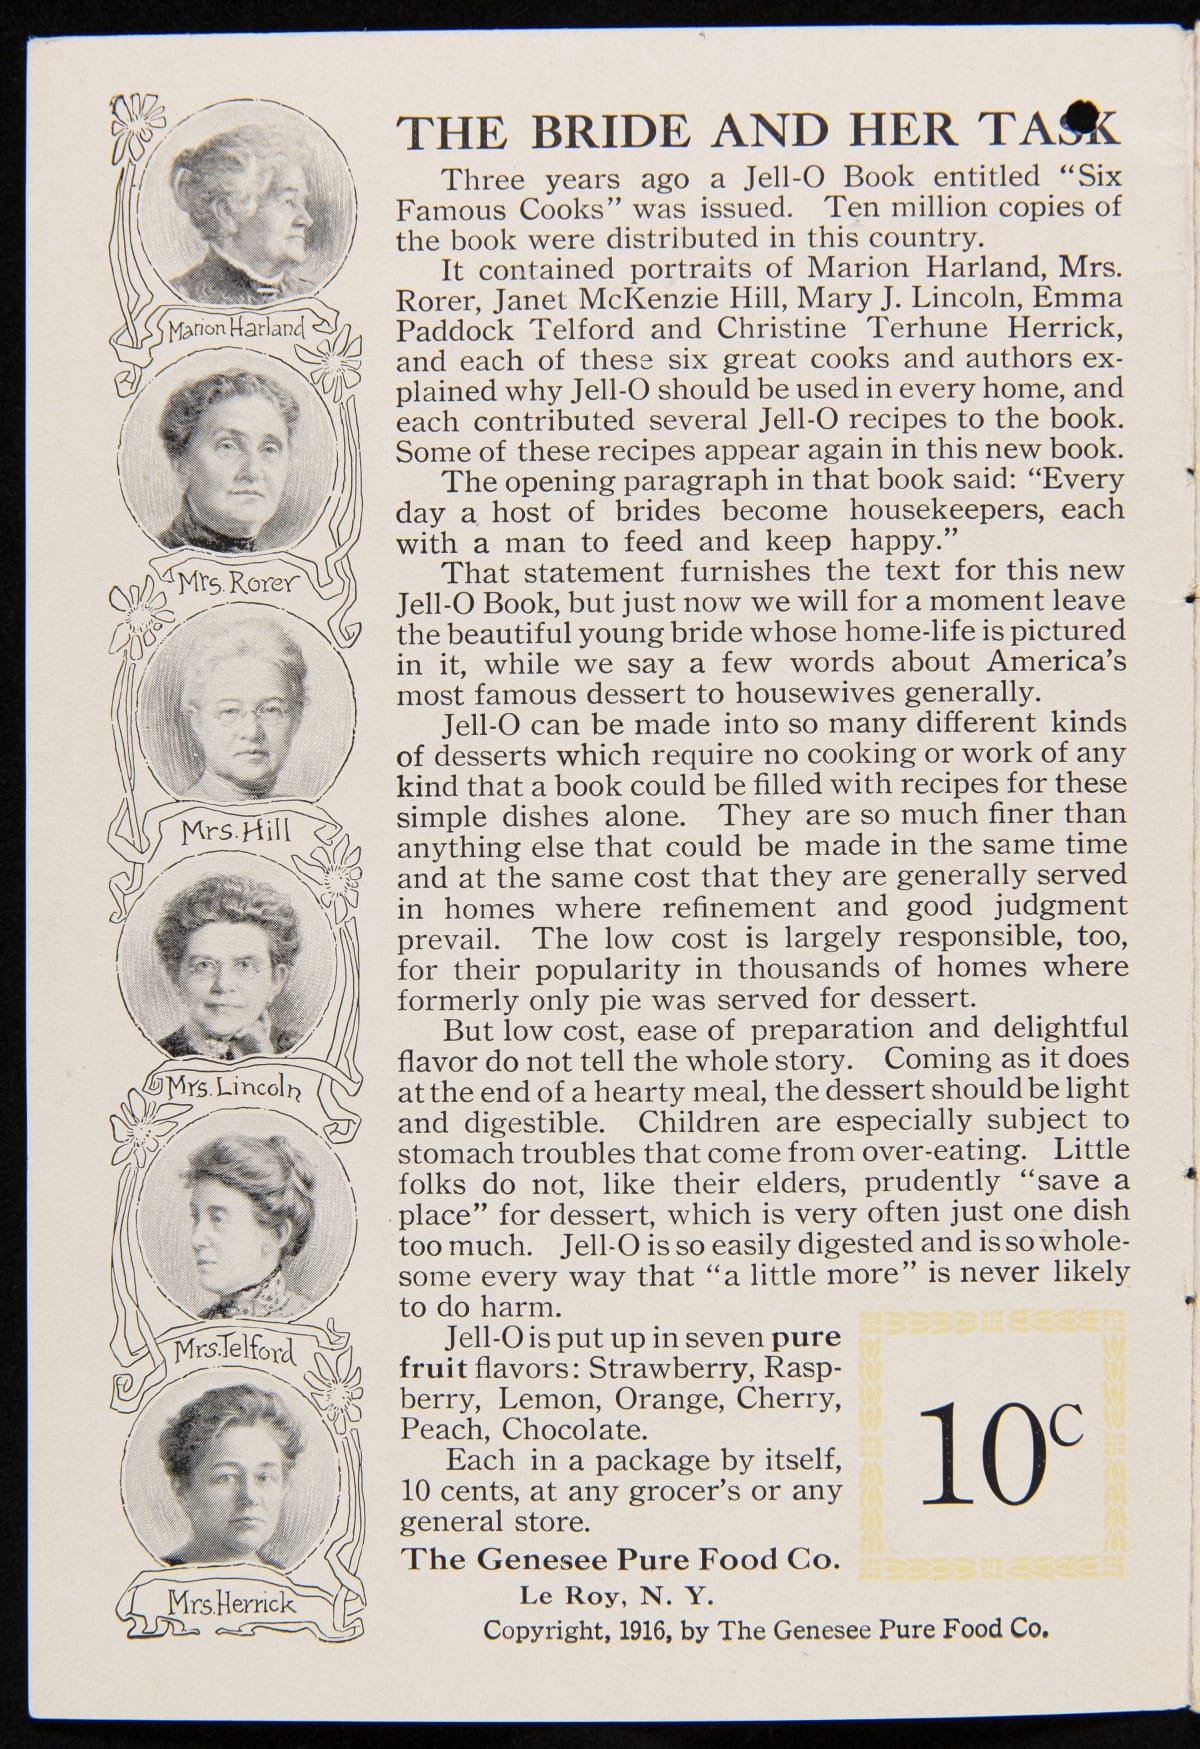 THE BRIDE AND HER TASK
Three years ago a Jell-O Book entitled “Six
Famous Cooks” was issued. Ten million copies of
the book were distributed in this country.
It contained portraits of Marion Harland, Mrs.
Rorer, Janet McKenzie Hill, Mary J. Lincoln, Emma
Paddock Telford and Christine Terhune Herrick,
and each of these six great cooks and authors ex-
plained why Jell-O should be used in every home, and
each contributed several Jell-O recipes to the book.
Some of these recipes appear again in this new book.
The opening paragraph in that book said: “Every
day a host of brides become housekeepers, each
with a man to feed and keep happy.”
That statement furnishes the text for this new
Jell-O Book, but just now we will for a moment leave
the beautiful young bride whose home-life is pictured
in it, while we say a few words about America’s
most famous dessert to housewives generally.
Jell-O can be made into so many different kinds
of desserts which require no cooking or work of any
kind that a book could be filled with recipes for these
simple dishes alone. They are so much finer than
anything else that could be made in the same time
and at the same cost that they are generally served
in homes where refinement and good judgment
prevail. The low cost is largely responsible, too,
for their popularity in thousands of homes where
formerly only pie was served for dessert.
But low cost, ease of preparation and delightful
flavor do not tell the whole story. Coming as it does
at the end of a hearty meal, the dessert should be light
and digestible. Children are especially subject to
stomach troubles that come from over-eating. Little
folks do not, like their elders, prudently “save a
place” for dessert, which is very often just one dish
too much. Jell-O is so easily digested and is so whole-
some every way that “a little more” is never likely
to do harm.
Jell-O is put up in seven pure
fruit flavors: Strawberry, Rasp-
berry, Lemon, Orange, Cherry,
Peach, Chocolate.
Each in a package by itself,
10 cents, at any grocer’s or any
general store.
The Genesee Pure Food Co.
Le Roy, N. Y.
Copyright, 1916, by The Genesee Pure Food Co.
10c
Marion Harland
Mrs. Rorer
Mrs. Hill
Mrs. Lincoln
Mrs. Telford
Mrs. Herrick